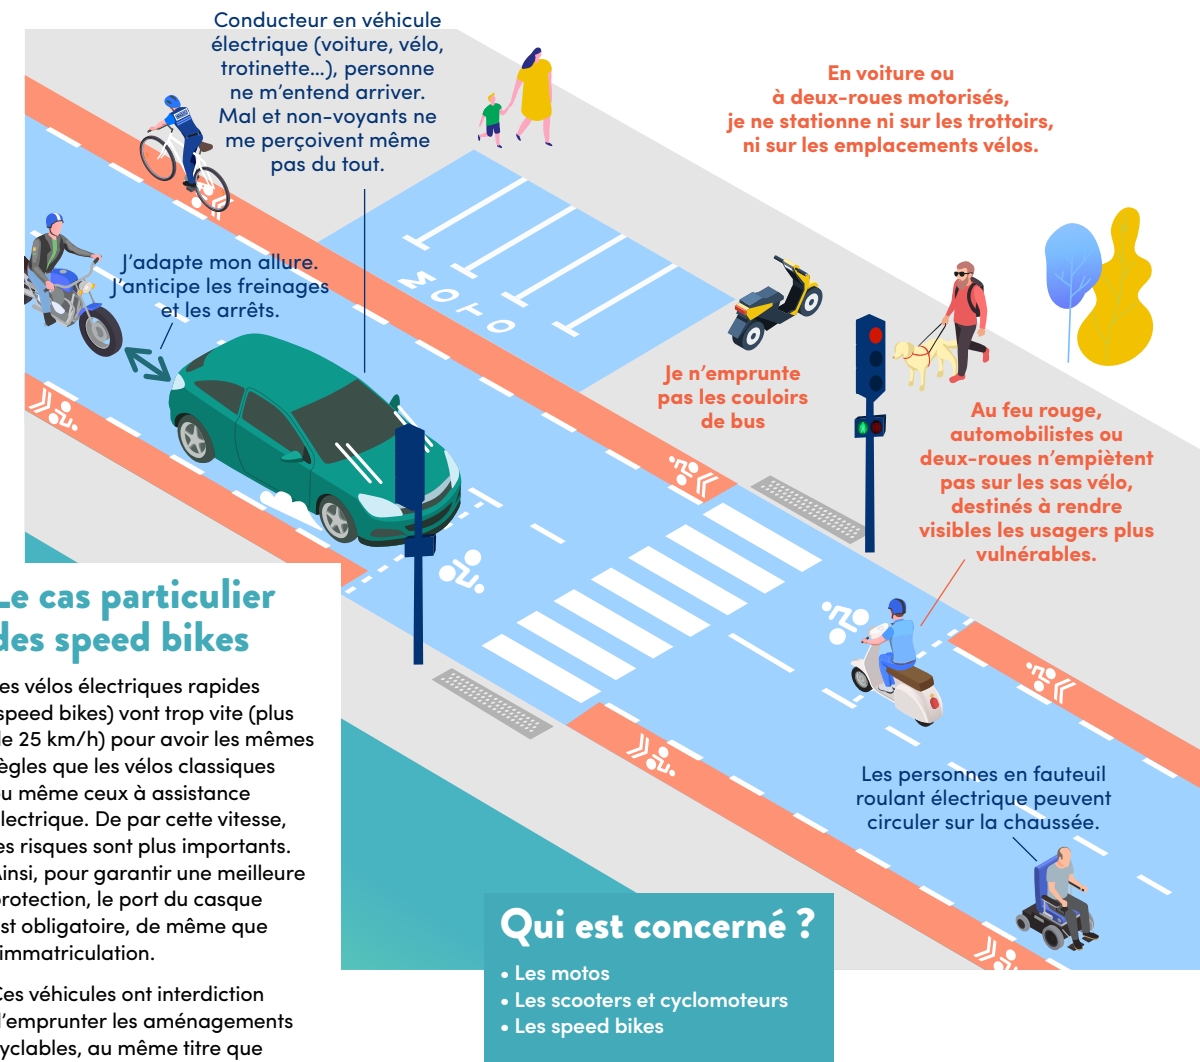 Conducteur en véhicule
électrique (voiture, vélo,
trotinette...), personne
ne m'entend arriver.
Mal et non-voyants ne
me perçoivent même
pas du tout.
En voiture ou
à deux-roues motorisés,
je ne stationne ni sur les trottoirs,
ni sur les emplacements vélos.
J'adapte mon allure.
J'anticipe les freinages
et les arrêts.
MOTO
Je n'emprunte
pas les couloirs
de bus
Au feu rouge,
automobilistes ou
deux-roues n'empiètent
pas sur les sas vélo,
destinés à rendre
visibles les usagers plus
vulnérables.
Le cas particulier
des speed bikes
es vélos électriques rapides
speed bikes) vont trop vite (plus
de 25 km/h) pour avoir les mêmes
ègles que les vélos classiques
ou même ceux à assistance
lectrique. De par cette vitesse,
es risques sont plus importants.
Ainsi, pour garantir une meilleure
protection, le port du casque
st obligatoire, de même que
'immatriculation.
Ces véhicules ont interdiction
d'emprunter les aménagements
yclables, au même titre que
Les personnes en fauteuil
roulant électrique peuvent
circuler sur la chaussée.
Qui est concerné ?
• Les motos
• Les scooters et cyclomoteurs
• Les speed bikes